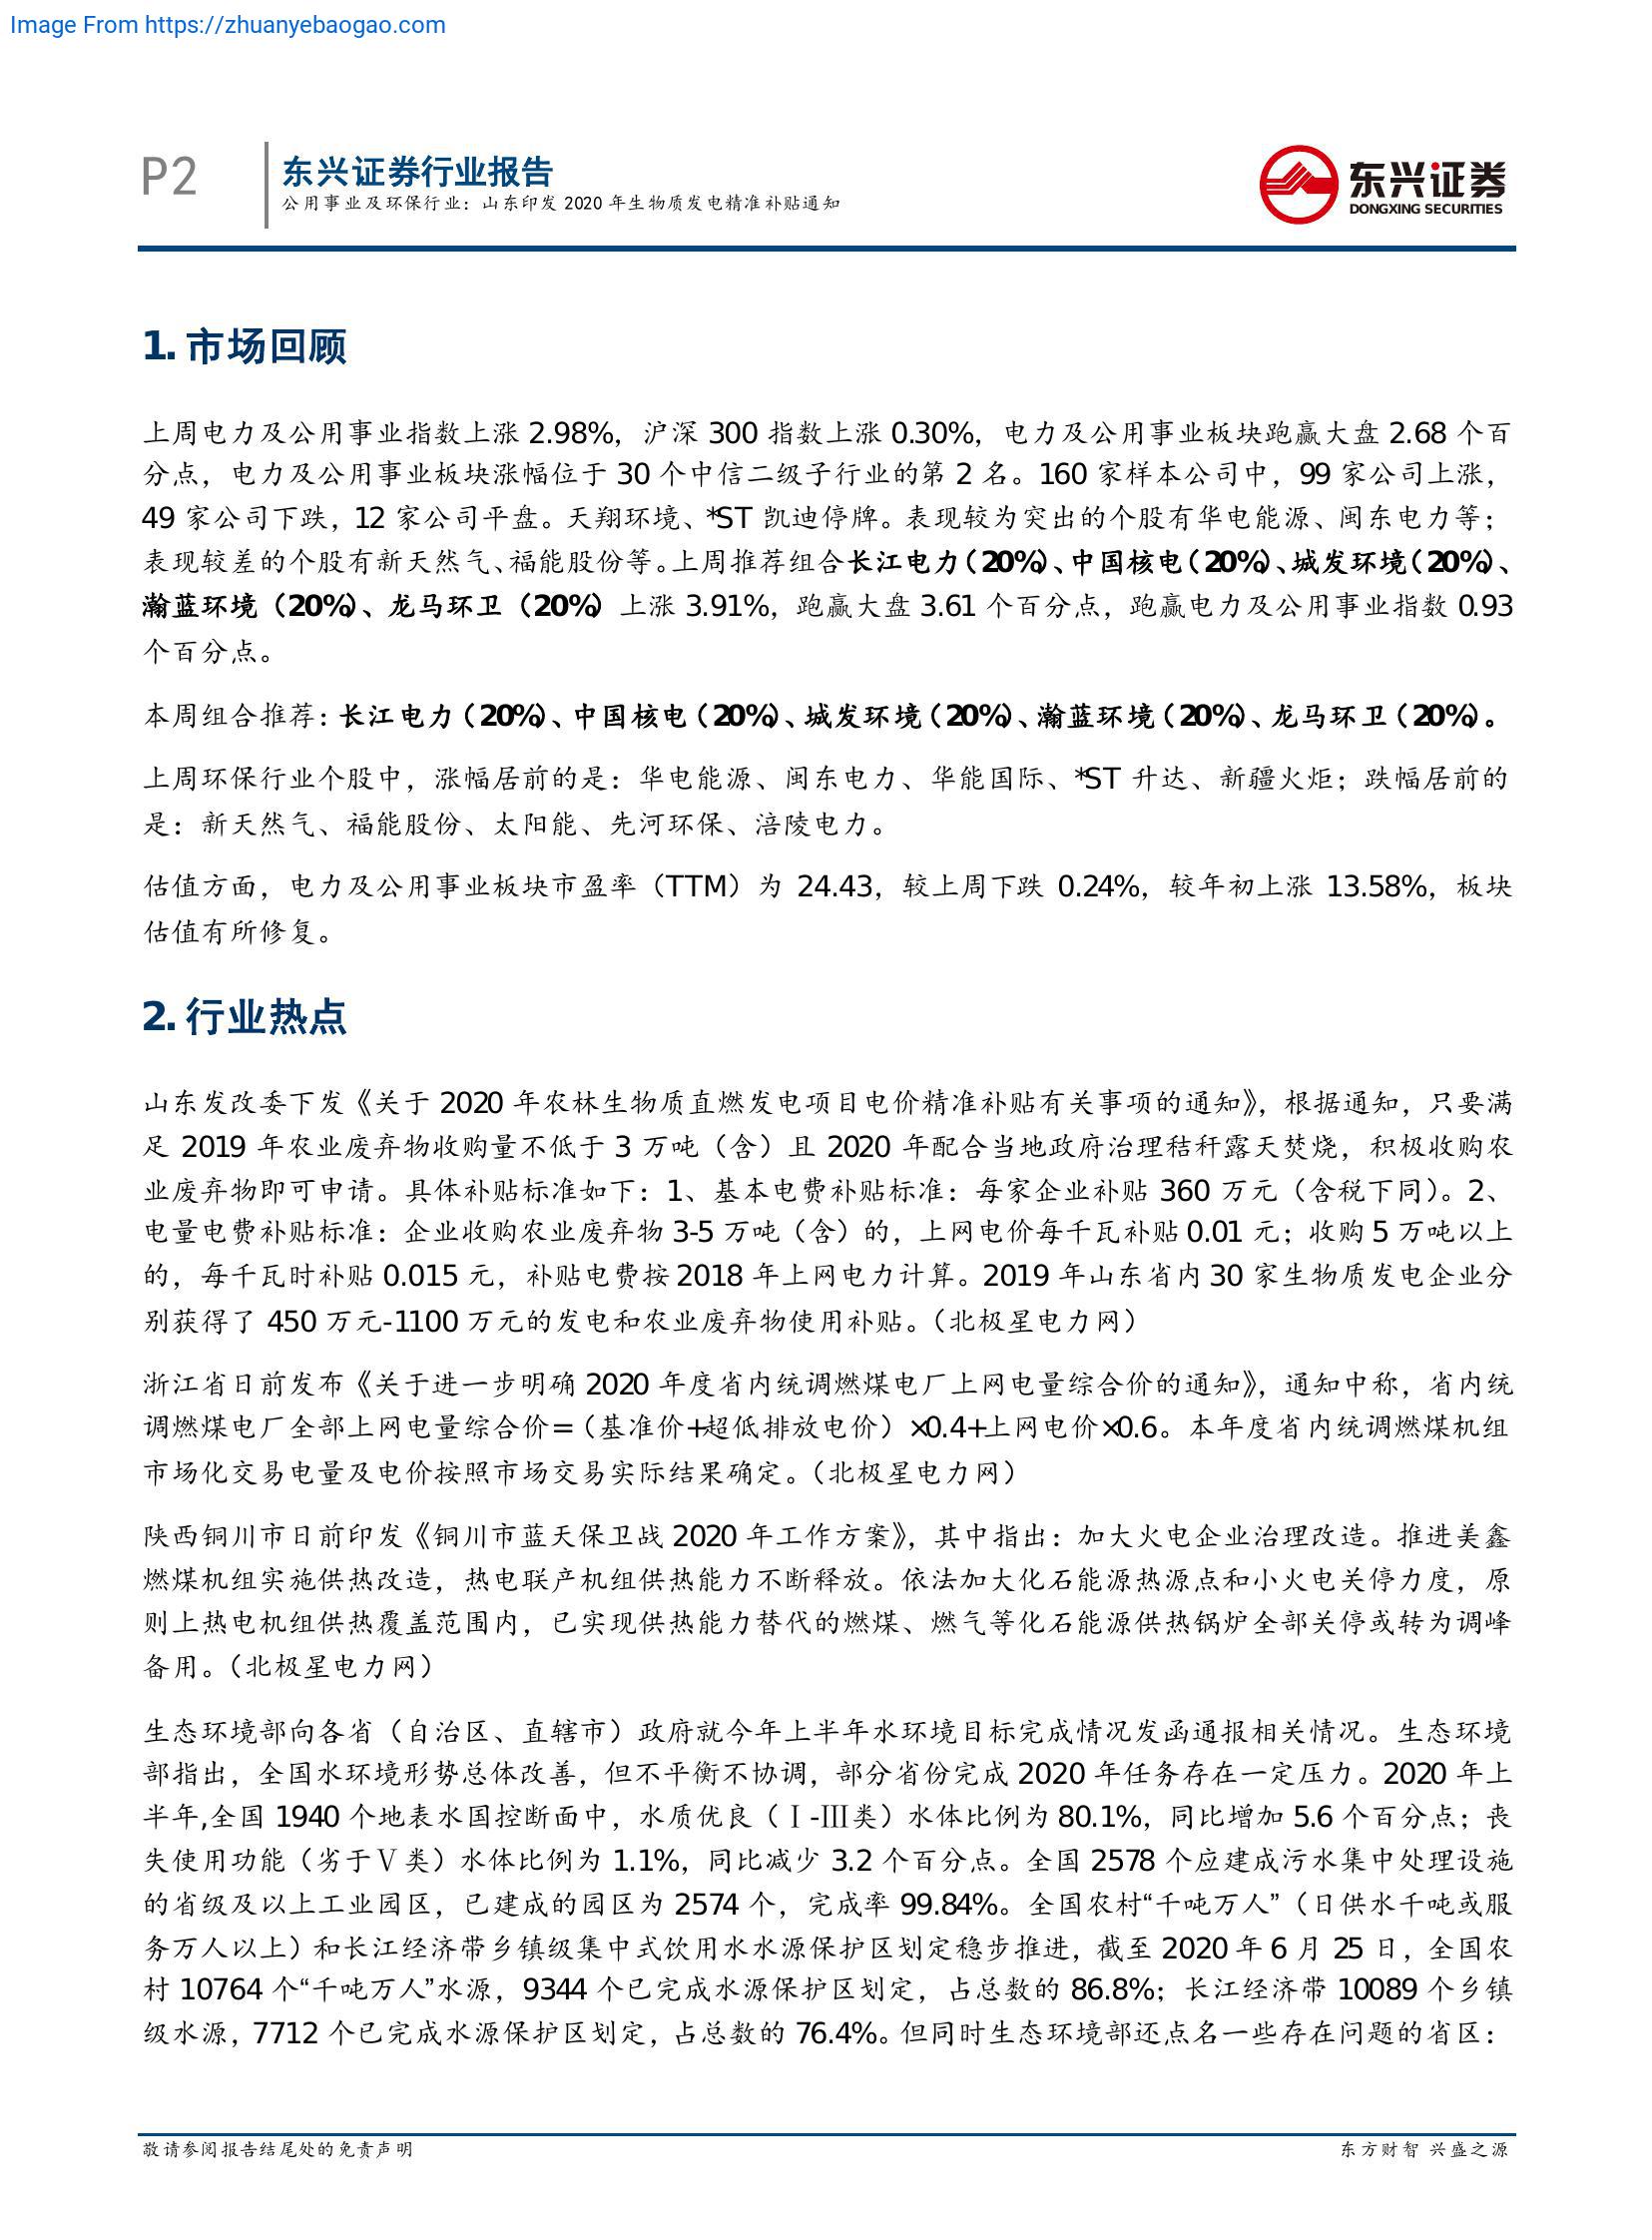 Image From https://zhuanyebaogao.com
P2
东兴证券行业报告
公用事业及环保行业：山东印发 2020 年生物质发电精准补贴通知
东兴证券
DONGXING SECURITIES
1. 市场回顾
上周电力及公用事业指数上涨 2.98%，沪深 300 指数上涨 0.30%，电力及公用事业板块跑赢大盘 2.68 个百
分点，电力及公用事业板块涨幅位于 30 个中信二级子行业的第 2 名。160 家样本公司中，99 家公司上涨，
49 家公司下跌，12 家公司平盘。天翔环境、*ST 凯迪停牌。表现较为突出的个股有华电能源、闽东电力等；
表现较差的个股有新天然气、福能股份等。上周推荐组合长江电力（20%）、中国核电（20%）、城发环境（20%）、
瀚蓝环境（20%）、龙马环卫（20%）上涨 3.91%，跑赢大盘 3.61 个百分点，跑赢电力及公用事业指数 0.93
个百分点。
本周组合推荐：长江电力（20%）、中国核电（20%）、城发环境（20%）、瀚蓝环境（20%）、龙马环卫（20%）。
上周环保行业个股中，涨幅居前的是：华电能源、闽东电力、华能国际、*ST 升达、新疆火炬；跌幅居前的
是：新天然气、福能股份、太阳能、先河环保、涪陵电力。
估值方面，电力及公用事业板块市盈率（TTM）为 24.43，较上周下跌 0.24%，较年初上涨 13.58%，板块
估值有所修复。
2. 行业热点
山东发改委下发《关于 2020 年农林生物质直燃发电项目电价精准补贴有关事项的通知》，根据通知，只要满
足 2019 年农业废弃物收购量不低于 3 万吨（含）且 2020 年配合当地政府治理秸秆露天焚烧，积极收购农
业废弃物即可申请。具体补贴标准如下：1、基本电费补贴标准：每家企业补贴 360 万元（含税下同）。2、
电量电费补贴标准：企业收购农业废弃物 3-5 万吨（含）的，上网电价每千瓦补贴 0.01 元；收购 5 万吨以上
的，每千瓦时补贴 0.015 元，补贴电费按 2018 年上网电力计算。2019 年山东省内 30 家生物质发电企业分
别获得了 450 万元-1100 万元的发电和农业废弃物使用补贴。（北极星电力网）
浙江省日前发布《关于进一步明确 2020 年度省内统调燃煤电厂上网电量综合价的通知》，通知中称，省内统
调燃煤电厂全部上网电量综合价=（基准价+超低排放电价）×0.4+上网电价×0.6。本年度省内统调燃煤机组
市场化交易电量及电价按照市场交易实际结果确定。（北极星电力网）
陕西铜川市日前印发《铜川市蓝天保卫战 2020 年工作方案》，其中指出：加大火电企业治理改造。推进美鑫
燃煤机组实施供热改造，热电联产机组供热能力不断释放。依法加大化石能源热源点和小火电关停力度，原
则上热电机组供热覆盖范围内，已实现供热能力替代的燃煤、燃气等化石能源供热锅炉全部关停或转为调峰
备用。（北极星电力网）
生态环境部向各省（自治区、直辖市）政府就今年上半年水环境目标完成情况发函通报相关情况。生态环境
部指出，全国水环境形势总体改善，但不平衡不协调，部分省份完成 2020 年任务存在一定压力。2020 年上
半年,全国 1940 个地表水国控断面中，水质优良（Ⅰ-Ⅲ类）水体比例为 80.1%，同比增加 5.6 个百分点；丧
失使用功能（劣于Ⅴ类）水体比例为 1.1%，同比减少 3.2 个百分点。全国 2578 个应建成污水集中处理设施
的省级及以上工业园区，已建成的园区为 2574 个，完成率 99.84%。全国农村“千吨万人”（日供水千吨或服
务万人以上）和长江经济带乡镇级集中式饮用水水源保护区划定稳步推进，截至 2020 年 6 月 25 日，全国农
村 10764 个“千吨万人”水源，9344 个已完成水源保护区划定，占总数的 86.8%；长江经济带 10089 个乡镇
级水源，7712 个已完成水源保护区划定，占总数的 76.4%。但同时生态环境部还点名一些存在问题的省区：
敬请参阅报告结尾处的免责声明
东方财智 兴盛之源